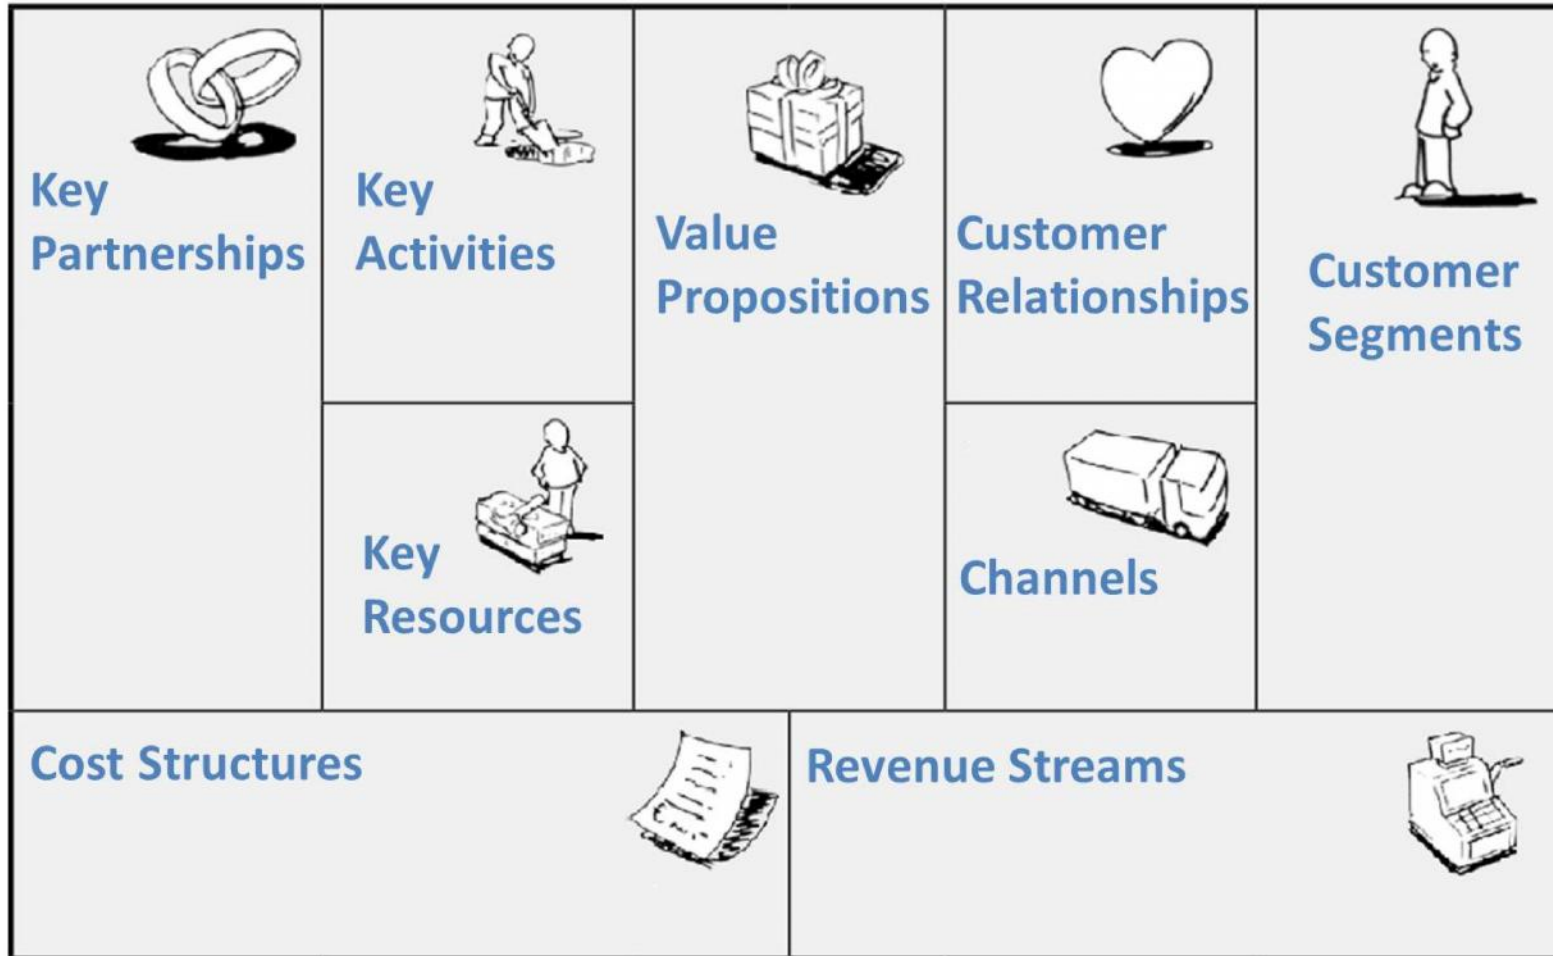 Key
Partnerships
Key
Activities
Key
Resources
Value
Propositions
Customer
Relationships
Channels
Customer
Segments
Cost Structures
Revenue Streams